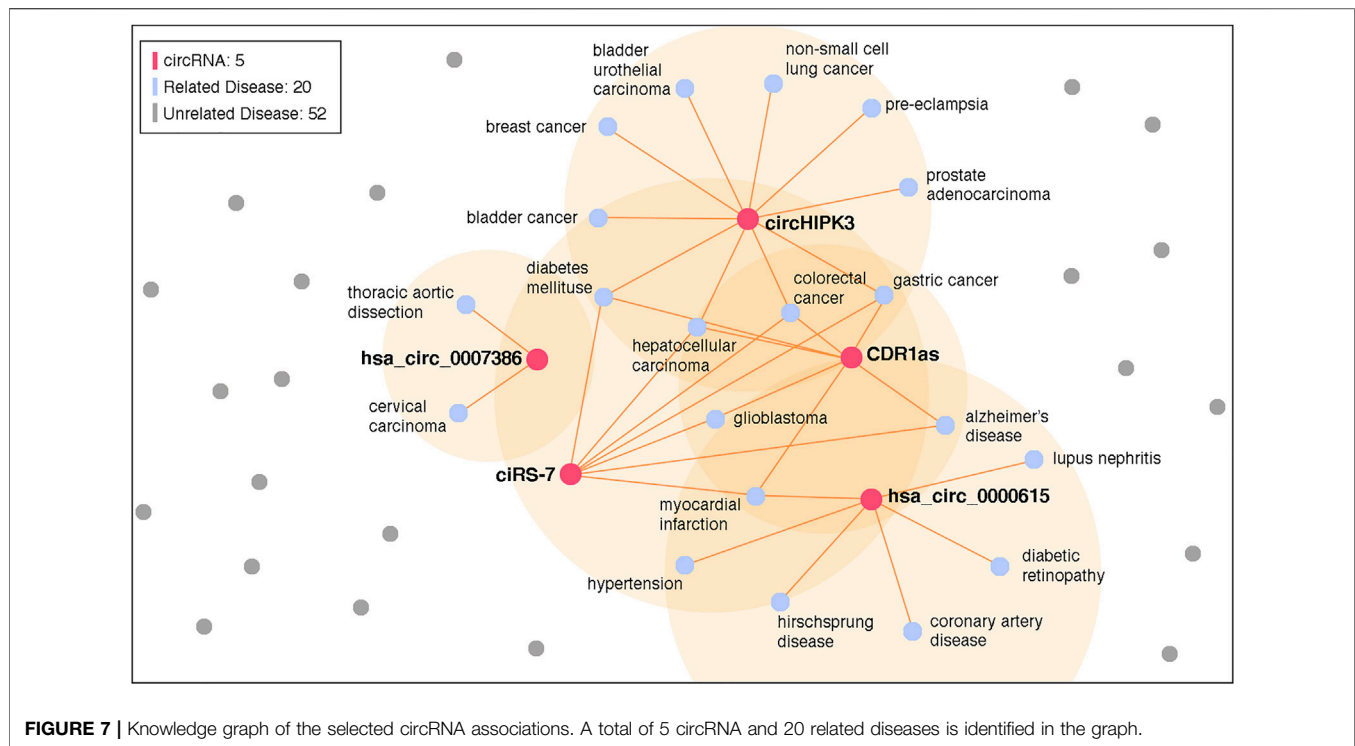 circRNA: 5
Related Disease: 20
Unrelated Disease: 52
bladder
urothelial
carcinoma
non-small cell
lung cancer
pre-eclampsia
breast cancer
prostate
adenocarcinoma
bladder cancer
circHIPK3
diabetes
mellituse
colorectal
cancer
gastric cancer
thoracic aortic
dissection
hepatocellular
carcinoma
hsa_circ_0007386
CDR1as
cervical
carcinoma
glioblastoma
alzheimer's
disease
lupus nephritis
ciRS-7
myocardial
infarction
hsa_circ_0000615
hypertension
diabetic
retinopathy
hirschsprung
disease
coronary artery
disease
FIGURE 7 | Knowledge graph of the selected circRNA associations. A total of 5 circRNA and 20 related diseases is identified in the graph.